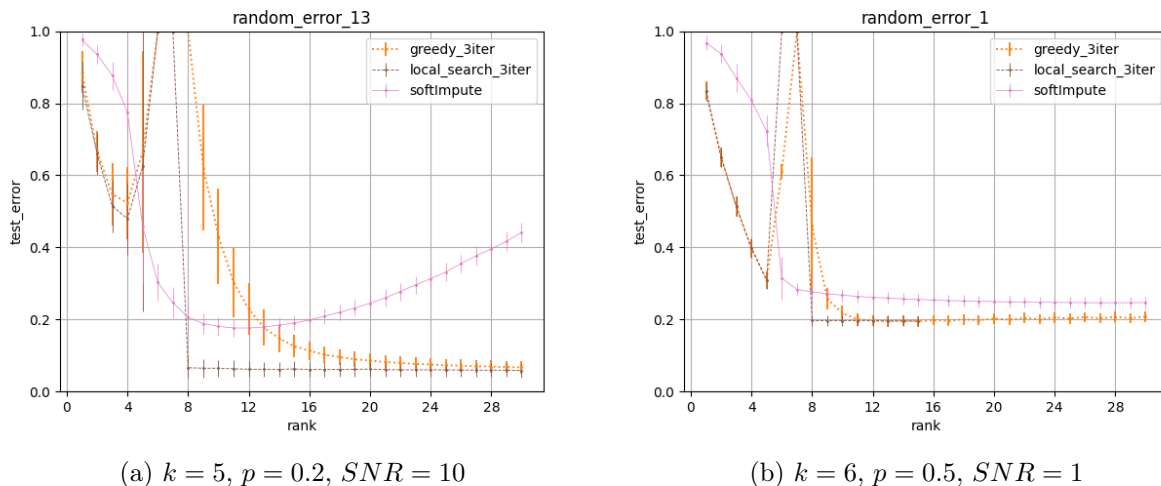 random_error_13
1.0
0.8
0.6
0.4
0.2
0.0
test_error
0 4 8 12 16 20 24 28
rank
greedy_3iter
local_search_3iter
softImpute
(a) k = 5, p = 0.2, SNR = 10
random_error_1
1.0
0.8
0.6
0.4
0.2
0.0
test_error
0 4 8 12 16 20 24 28
rank
greedy_3iter
local_search_3iter
softImpute
(b) k = 6, p = 0.5, SNR = 1